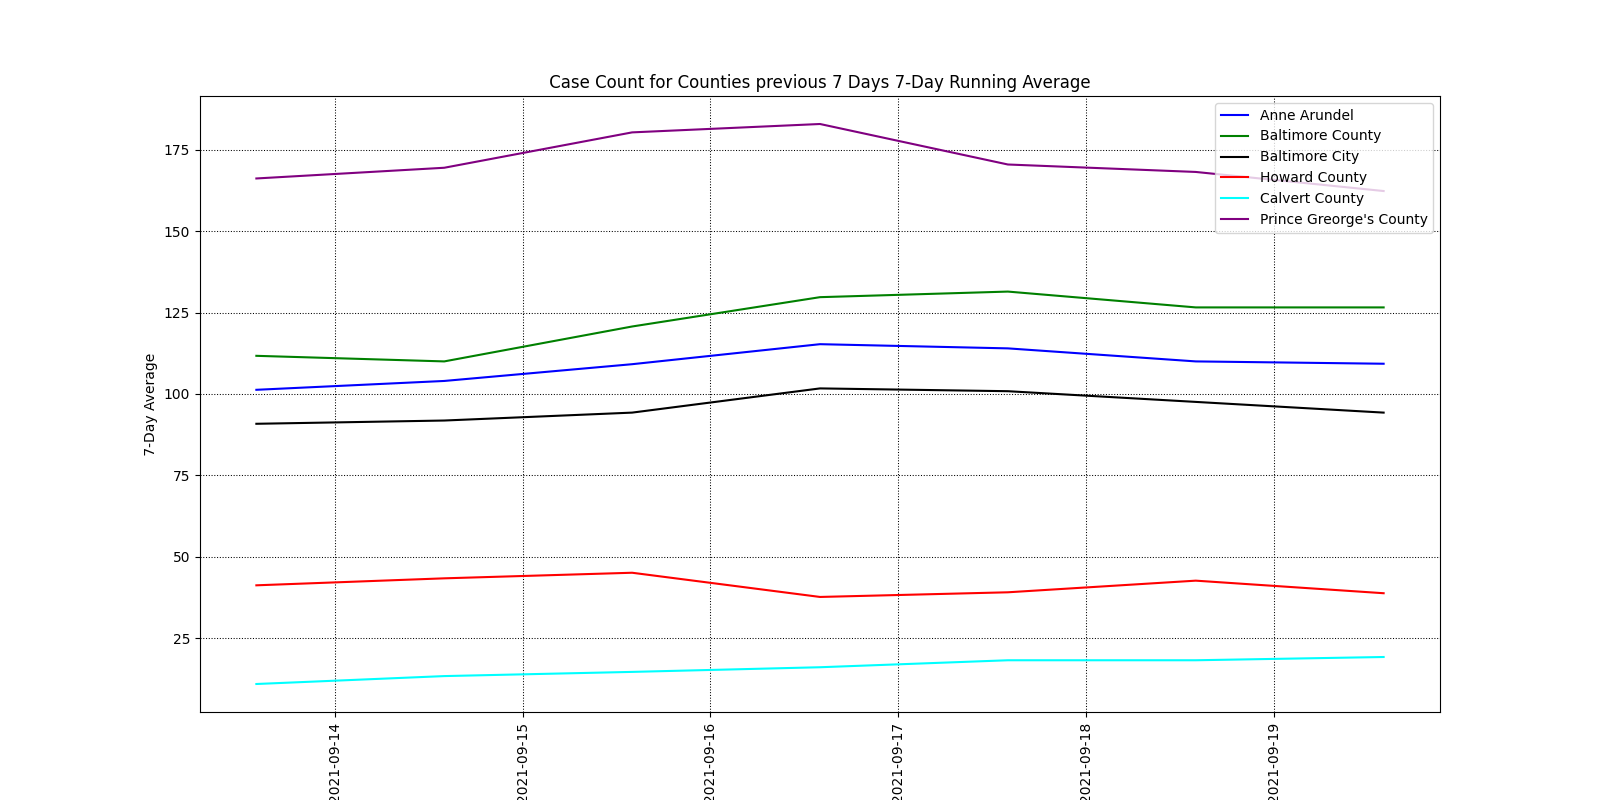 Case Count for Counties previous 7 Days 7-Day Running Average
Anne Arundel
Baltimore County
Baltimore City
Howard County
Calvert County
Prince Greorge's County
7-Day Average
175
150
125
100
75
50
25
2021-09-14
2021-09-15
2021-09-16
2021-09-17
2021-09-18
2021-09-19